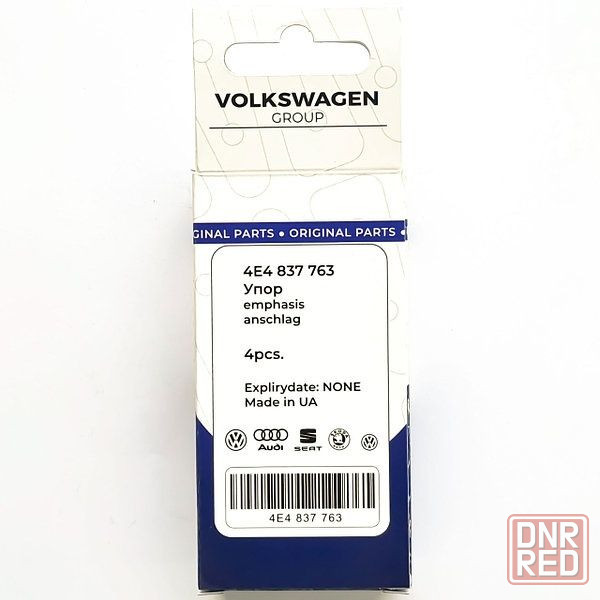 VOLKSWAGEN
GROUP
GINAL PARTS ● ORIGINAL PARTS ●
4E4 837 763
Упор
emphasis
anschlag
4pcs.
Explirydate: NONE
Made in UA
Audi SEAT
4E4 837 763
DNR
RED